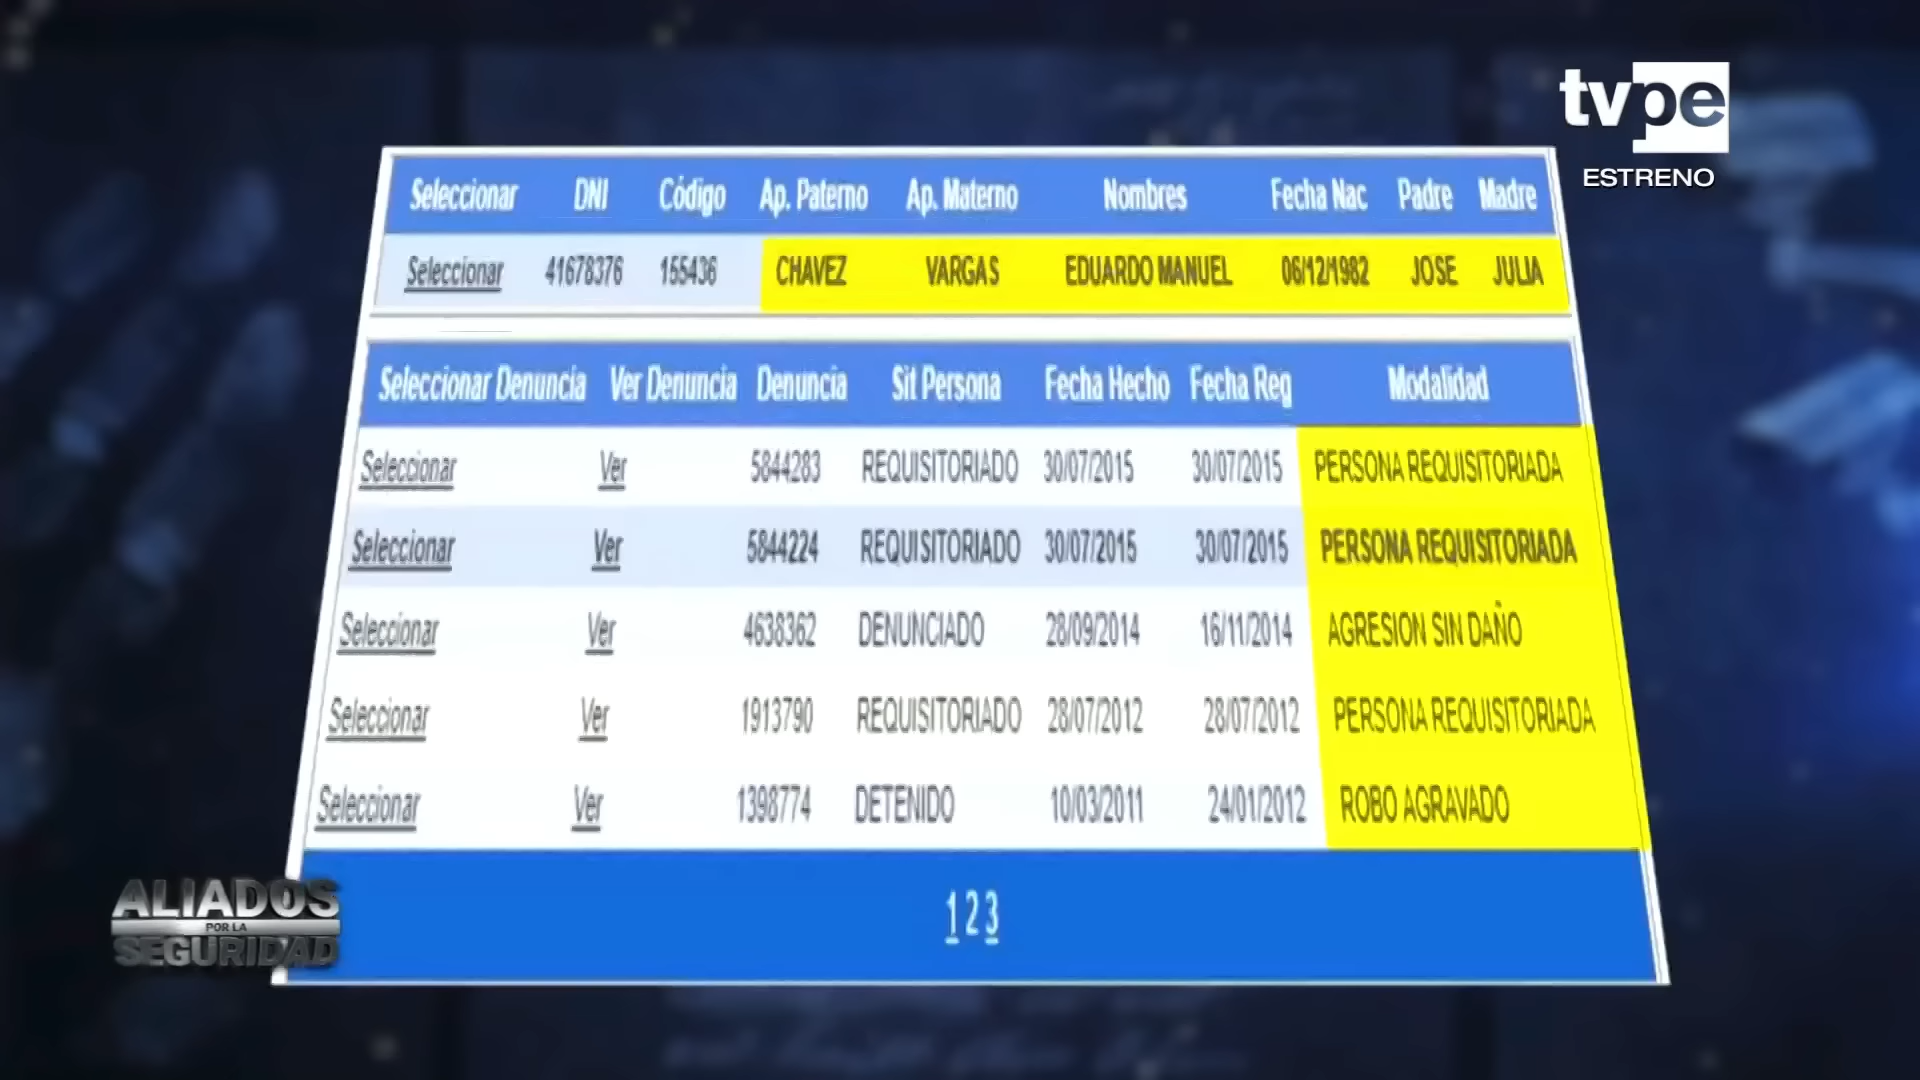 tvpe
ESTRENO
Seleccionar DNI Código Ap. Paterno Ap. Materno Nombres Fecha Nac Padre Madre
Seleccionar 41678376 155436 CHAVEZ VARGAS EDUARDO MANUEL 06/12/1982 JOSE JULIA
Seleccionar Denuncia Ver Denuncia Denuncia Sit Persona Fecha Hecho Fecha Reg Modalidad
Seleccionar Ver 5844283 REQUISITORIADO 30/07/2015 30/07/2015 PERSONA REQUISITORIADA
Seleccionar Ver 5844224 REQUISITORIADO 30/07/2015 30/07/2015 PERSONA REQUISITORIADA
Seleccionar Ver 4638362 DENUNCIADO 28/09/2014 16/11/2014 AGRESION SIN DAÑO
Seleccionar Ver 1913790 REQUISITORIADO 28/07/2012 28/07/2012 PERSONA REQUISITORIADA
Seleccionar Ver 1398774 DETENIDO 10/03/2011 24/01/2012 ROBO AGRAVADO
1 2 3
ALIADOS
POR LA
SEGURIDAD